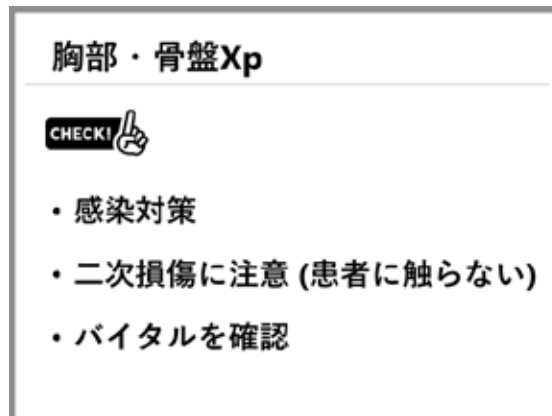 胸部・骨盤Xp
CHECK!
・感染対策
・二次損傷に注意 (患者に触らない)
・バイタルを確認